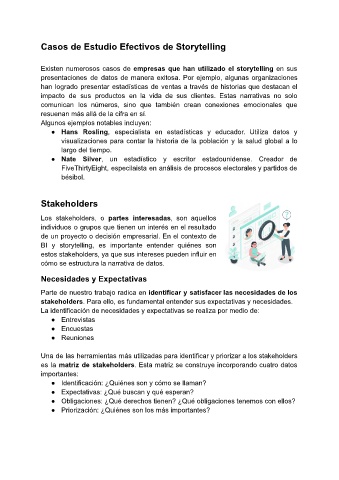 Casos de Estudio Efectivos de Storytelling
Existen numerosos casos de empresas que han utilizado el storytelling en sus
presentaciones de datos de manera exitosa. Por ejemplo, algunas organizaciones
han logrado presentar estadísticas de ventas a través de historias que destacan el
impacto de sus productos en la vida de sus clientes. Estas narrativas no solo
comunican los números, sino que también crean conexiones emocionales que
resuenan más allá de la cifra en sí.
Algunos ejemplos notables incluyen:
● Hans Rosling, especialista en estadísticas y educador. Utiliza datos y
visualizaciones para contar la historia de la población y la salud global a lo
largo del tiempo.
● Nate Silver, un estadístico y escritor estadounidense. Creador de
FiveThirtyEight, especialista en análisis de procesos electorales y partidos de
béisbol.
Stakeholders
Los stakeholders, o partes interesadas, son aquellos
individuos o grupos que tienen un interés en el resultado
de un proyecto o decisión empresarial. En el contexto de
BI y storytelling, es importante entender quiénes son
estos stakeholders, ya que sus intereses pueden influir en
cómo se estructura la narrativa de datos.
Necesidades y Expectativas
Parte de nuestro trabajo radica en identificar y satisfacer las necesidades de los
stakeholders. Para ello, es fundamental entender sus expectativas y necesidades.
La identificación de necesidades y expectativas se realiza por medio de:
● Entrevistas
● Encuestas
● Reuniones
Una de las herramientas más utilizadas para identificar y priorizar a los stakeholders
es la matriz de stakeholders. Esta matriz se construye incorporando cuatro datos
importantes:
● Identificación: ¿Quiénes son y cómo se llaman?
● Expectativas: ¿Qué buscan y qué esperan?
● Obligaciones: ¿Qué derechos tienen? ¿Qué obligaciones tenemos con ellos?
● Priorización: ¿Quiénes son los más importantes?